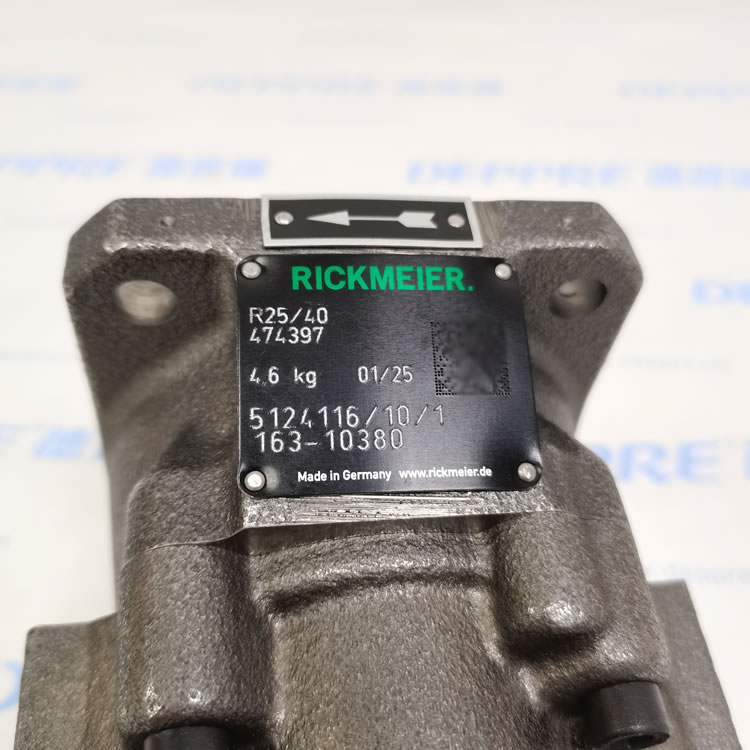 DEPPRE
RICKMEIER.
R25/40
474397
4.6 kg 01/25
5124116/10/1
163-10380
Made in Germany www.rickmeier.de